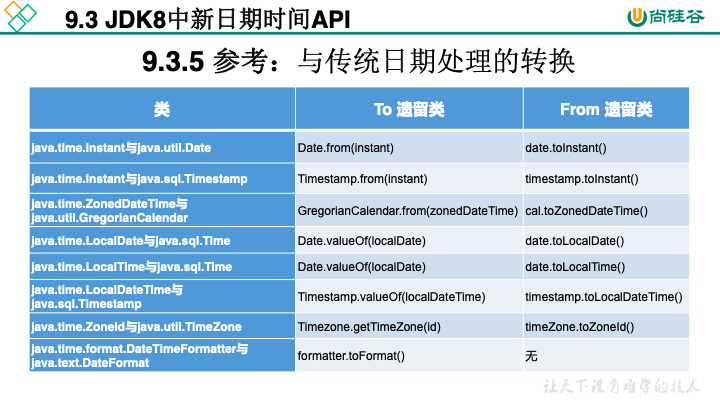 9.3 JDK8中新日期时间API
尚硅谷
9.3.5 参考：与传统日期处理的转换
类 To 遗留类 From 遗留类
java.time.Instant与java.util.Date Date.from(instant) date.toInstant()
java.time.Instant与java.sql.Timestamp Timestamp.from(instant) timestamp.toInstant()
java.time.ZonedDateTime与
java.util.GregorianCalendar GregorianCalendar.from(zonedDateTime) cal.toZonedDateTime()
java.time.LocalDate与java.sql.Time Date.valueOf(localDate) date.toLocalDate()
java.time.LocalTime与java.sql.Time Date.valueOf(localDate) date.toLocalTime()
java.time.LocalDateTime与
java.sql.Timestamp Timestamp.valueOf(localDateTime) timestamp.toLocalDateTime()
java.time.ZoneId与java.util.TimeZone Timezone.getTimeZone(id) timeZone.toZoneId()
java.time.format.DateTimeFormatter与
java.text.DateFormat formatter.toFormat() 无
让天下没有难学的技术